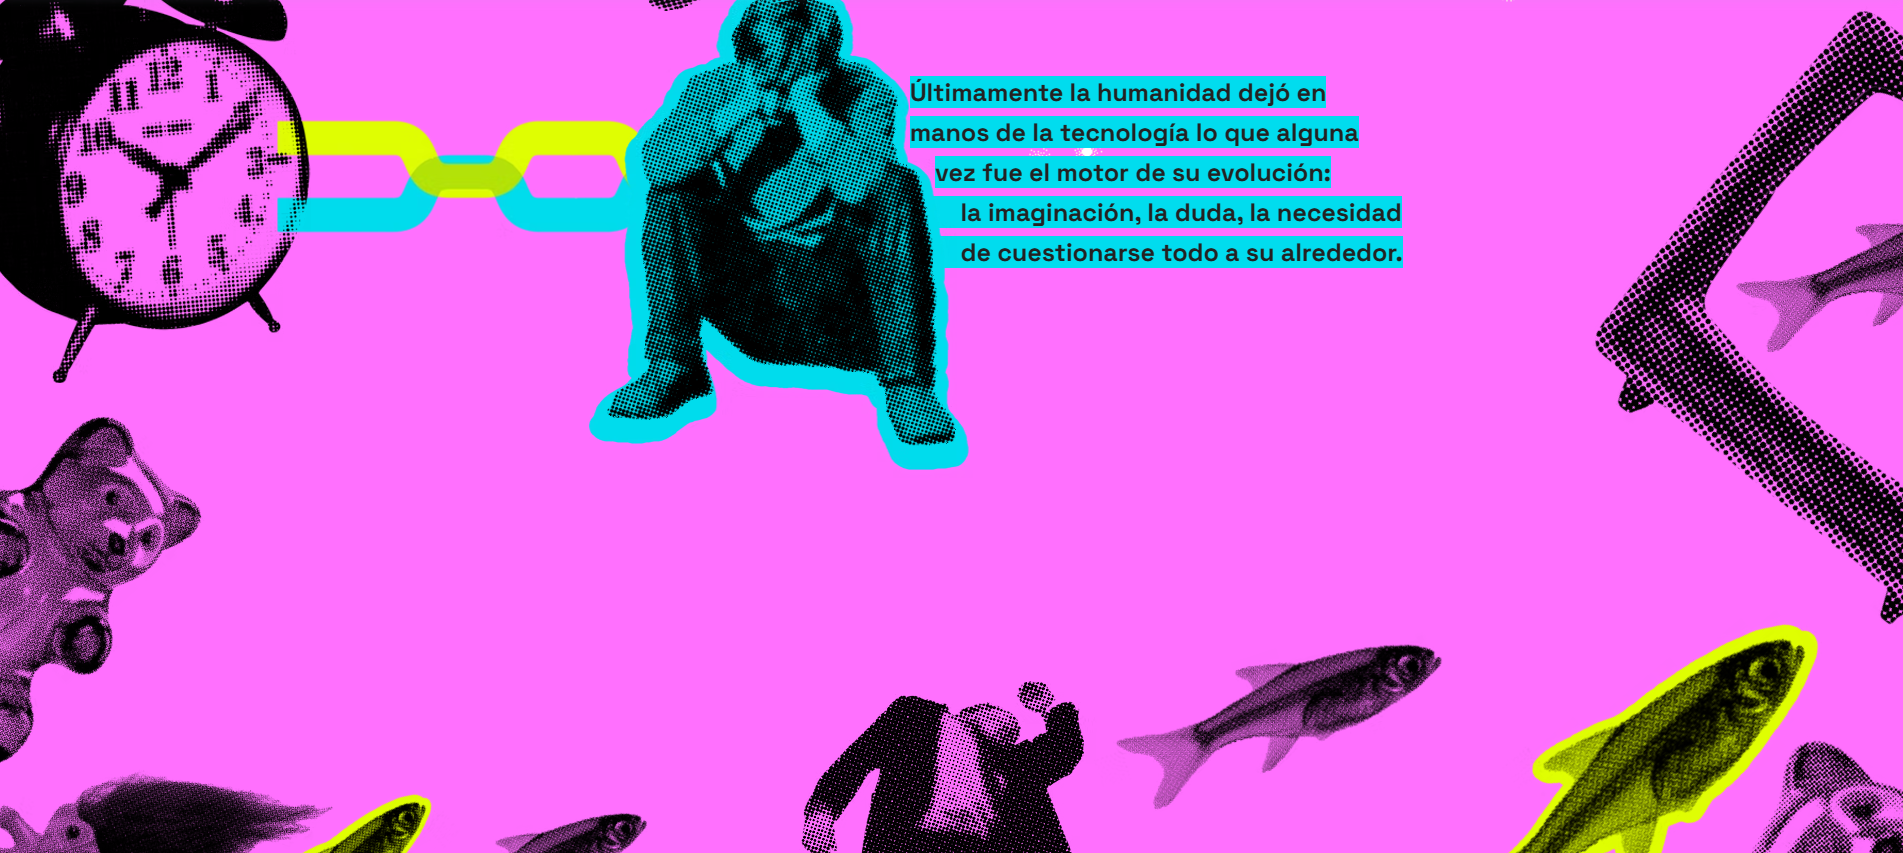 Últimamente la humanidad dejó en
manos de la tecnología lo que alguna
vez fue el motor de su evolución:
la imaginación, la duda, la necesidad
de cuestionarse todo a su alrededor.